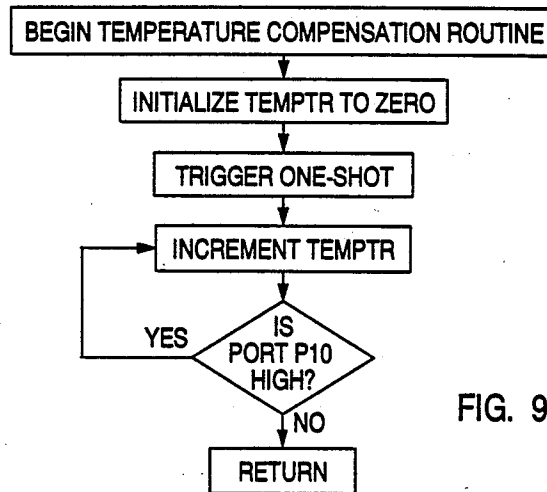 BEGIN TEMPERATURE COMPENSATION ROUTINE
INITIALIZE TEMPTR TO ZERO
TRIGGER ONE-SHOT
INCREMENT TEMPTR
YES
IS
PORT P10
HIGH?
NO
FIG. 9
RETURN